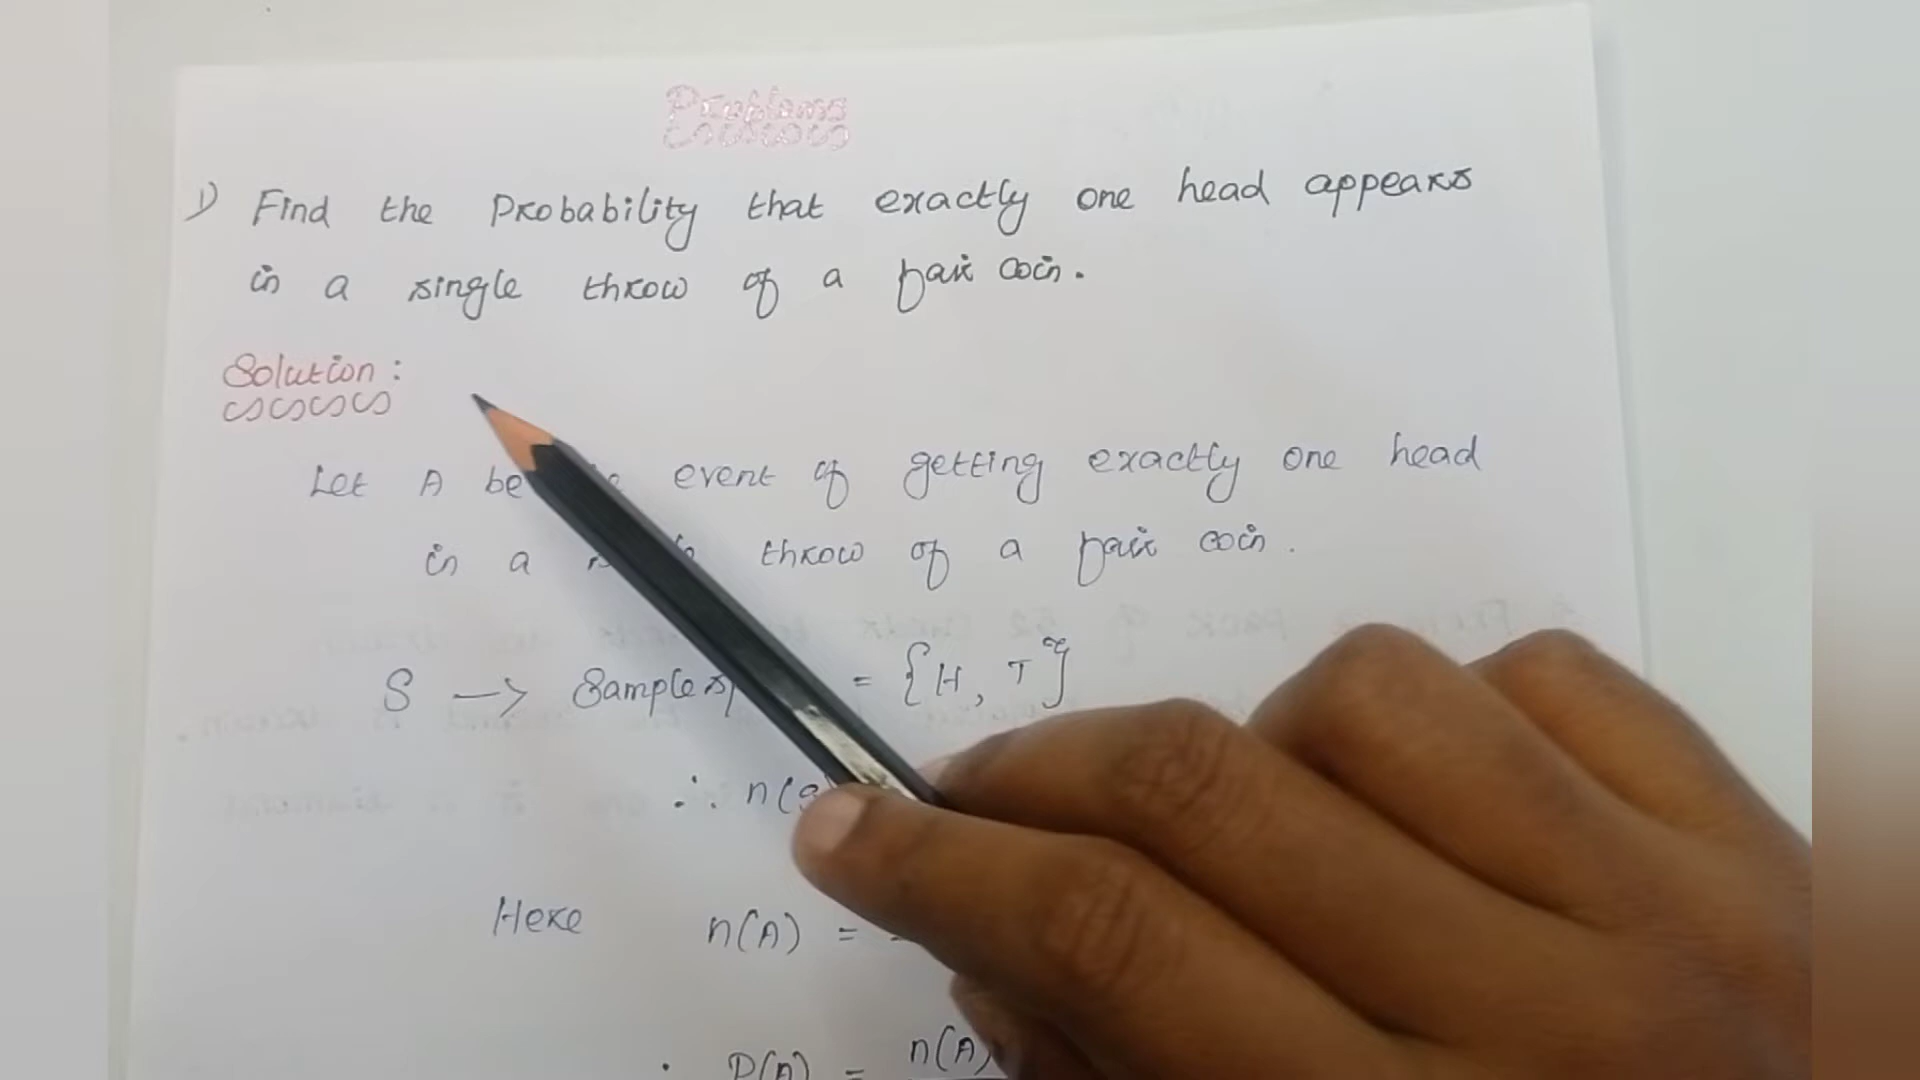 Problems
1) Find the Probability that exactly one head appears
in a single throw of a fair coin.
Solution:
Let A be event of getting exactly one head
in a throw of a fair coin.
S → Sample = {H, T}
∴ n(S
Here n(A) =
∴ P(A) = n(A)